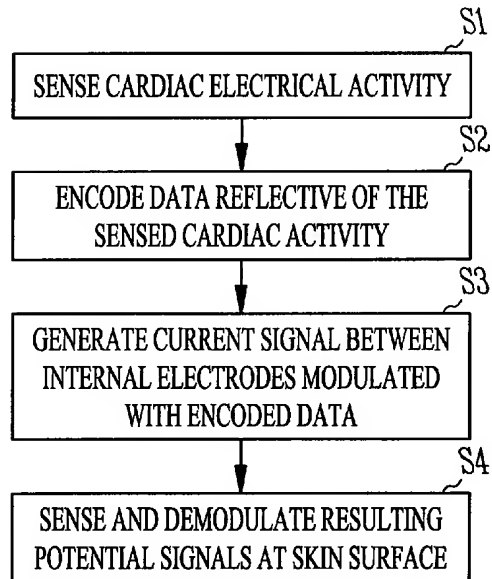 S1
SENSE CARDIAC ELECTRICAL ACTIVITY
S2
ENCODE DATA REFLECTIVE OF THE
SENSED CARDIAC ACTIVITY
S3
GENERATE CURRENT SIGNAL BETWEEN
INTERNAL ELECTRODES MODULATED
WITH ENCODED DATA
S4
SENSE AND DEMODULATE RESULTING
POTENTIAL SIGNALS AT SKIN SURFACE